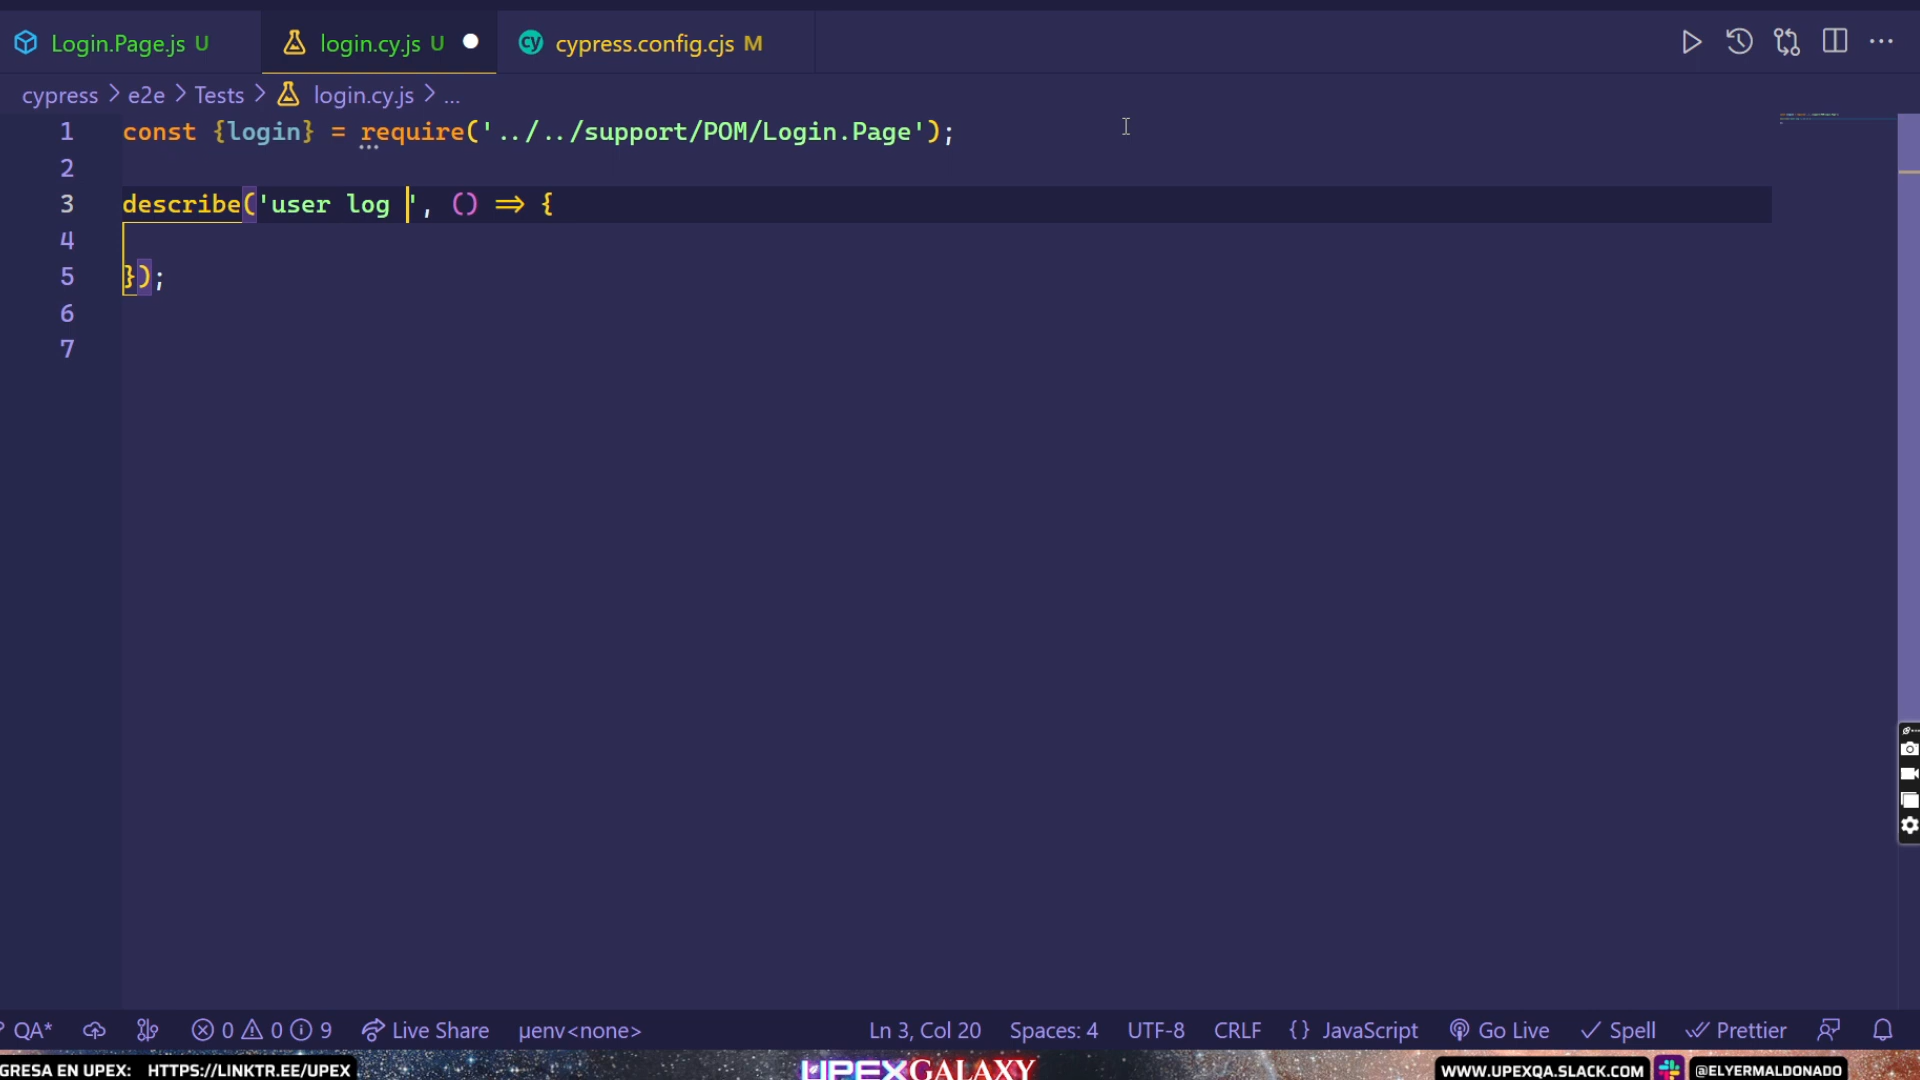 Login.Page.js U login.cy.js U cypress.config.cjs M
cypress > e2e > Tests > login.cy.js > ...
1 const {login} = require('../../support/POM/Login.Page');
2
3 describe('user log ', () => {
4
5 });
6
7
QA* 0 0 9 Live Share µenv<none> Ln 3, Col 20 Spaces: 4 UTF-8 CRLF {} JavaScript Go Live Spell Prettier
GRESA EN UPEX: HTTPS://LINKTR.EE/UPEX UPEXGALAXY WWW.UPEXQA.SLACK.COM @ELYERMALDONADO